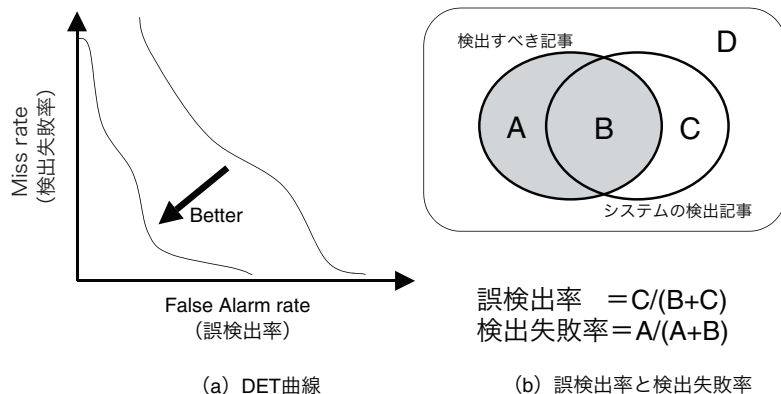 Miss rate
(検出失敗率)
Better
False Alarm rate
(誤検出率)
(a) DET曲線
検出すべき記事
D
A
B
C
システムの検出記事
誤検出率 =C/(B+C)
検出失敗率=A/(A+B)
(b) 誤検出率と検出失敗率